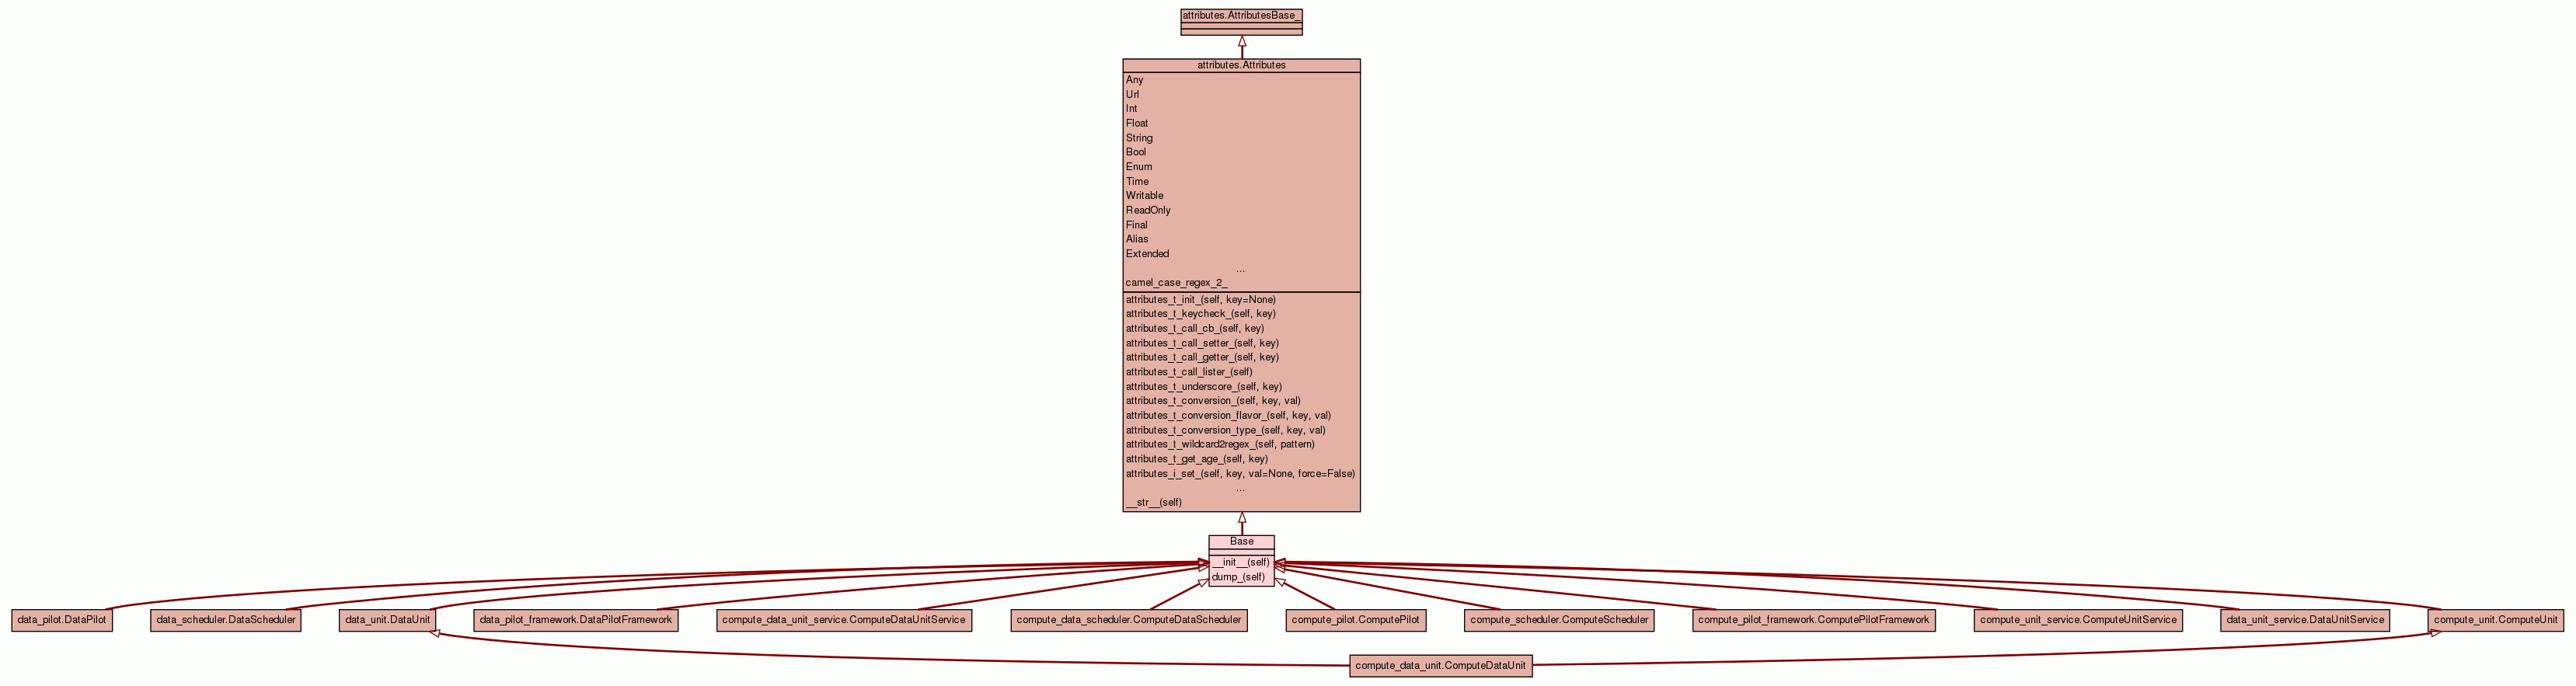 attributes.AttributesBase_
attributes.Attributes
Any
Url
Int
Float
String
Bool
Enum
Time
Writable
ReadOnly
Final
Alias
Extended
...
camel_case_regex_2_
attributes_t_init_(self, key=None)
attributes_t_keycheck_(self, key)
attributes_t_call_cb_(self, key)
attributes_t_call_setter_(self, key)
attributes_t_call_getter_(self, key)
attributes_t_call_lister_(self)
attributes_t_underscore_(self, key)
attributes_t_conversion_(self, key, val)
attributes_t_conversion_flavor_(self, key, val)
attributes_t_conversion_type_(self, key, val)
attributes_t_wildcard2regex_(self, pattern)
attributes_t_get_age_(self, key)
attributes_i_set_(self, key, val=None, force=False)
...
__str__(self)
Base
__init__(self)
dump_(self)
data_pilot.DataPilot
data_scheduler.DataScheduler
data_unit.DataUnit
data_pilot_framework.DataPilotFramework
compute_data_unit_service.ComputeDataUnitService
compute_data_scheduler.ComputeDataScheduler
compute_pilot.ComputePilot
compute_scheduler.ComputeScheduler
compute_pilot_framework.ComputePilotFramework
compute_unit_service.ComputeUnitService
data_unit_service.DataUnitService
compute_unit.ComputeUnit
compute_data_unit.ComputeDataUnit